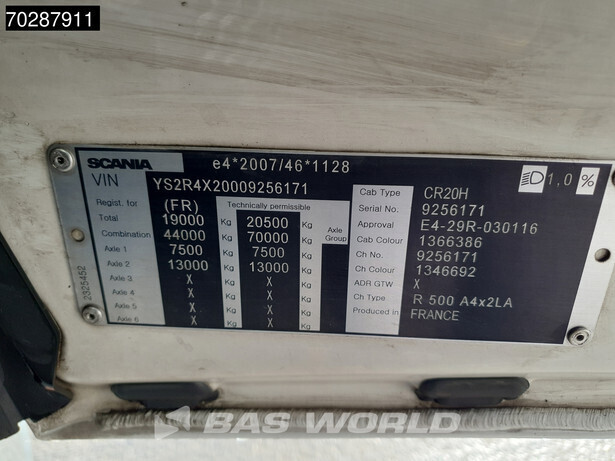 70287911
SCANIA e4*2007/46*1128
VIN YS2R4X20009256171
Regist. for (FR) Technically permissible
Total 19000 Kg 20500 Kg
Combination 44000 Kg 70000 Kg Axle Group
Axle 1 7500 Kg 7500 Kg
Axle 2 13000 Kg 13000 Kg
Axle 3 X Kg X Kg
Axle 4 X Kg X Kg
Axle 5 X Kg X Kg
Axle 6 X Kg X Kg
Cab Type CR20H
Serial No. 9256171
Approval E4-29R-030116
Cab Colour 1366386
Ch No. 9256171
Ch Colour 1346692
ADR GTW X
Ch Type R 500 A4x2LA
Produced in FRANCE
1,0 %
2325452
BAS WORLD